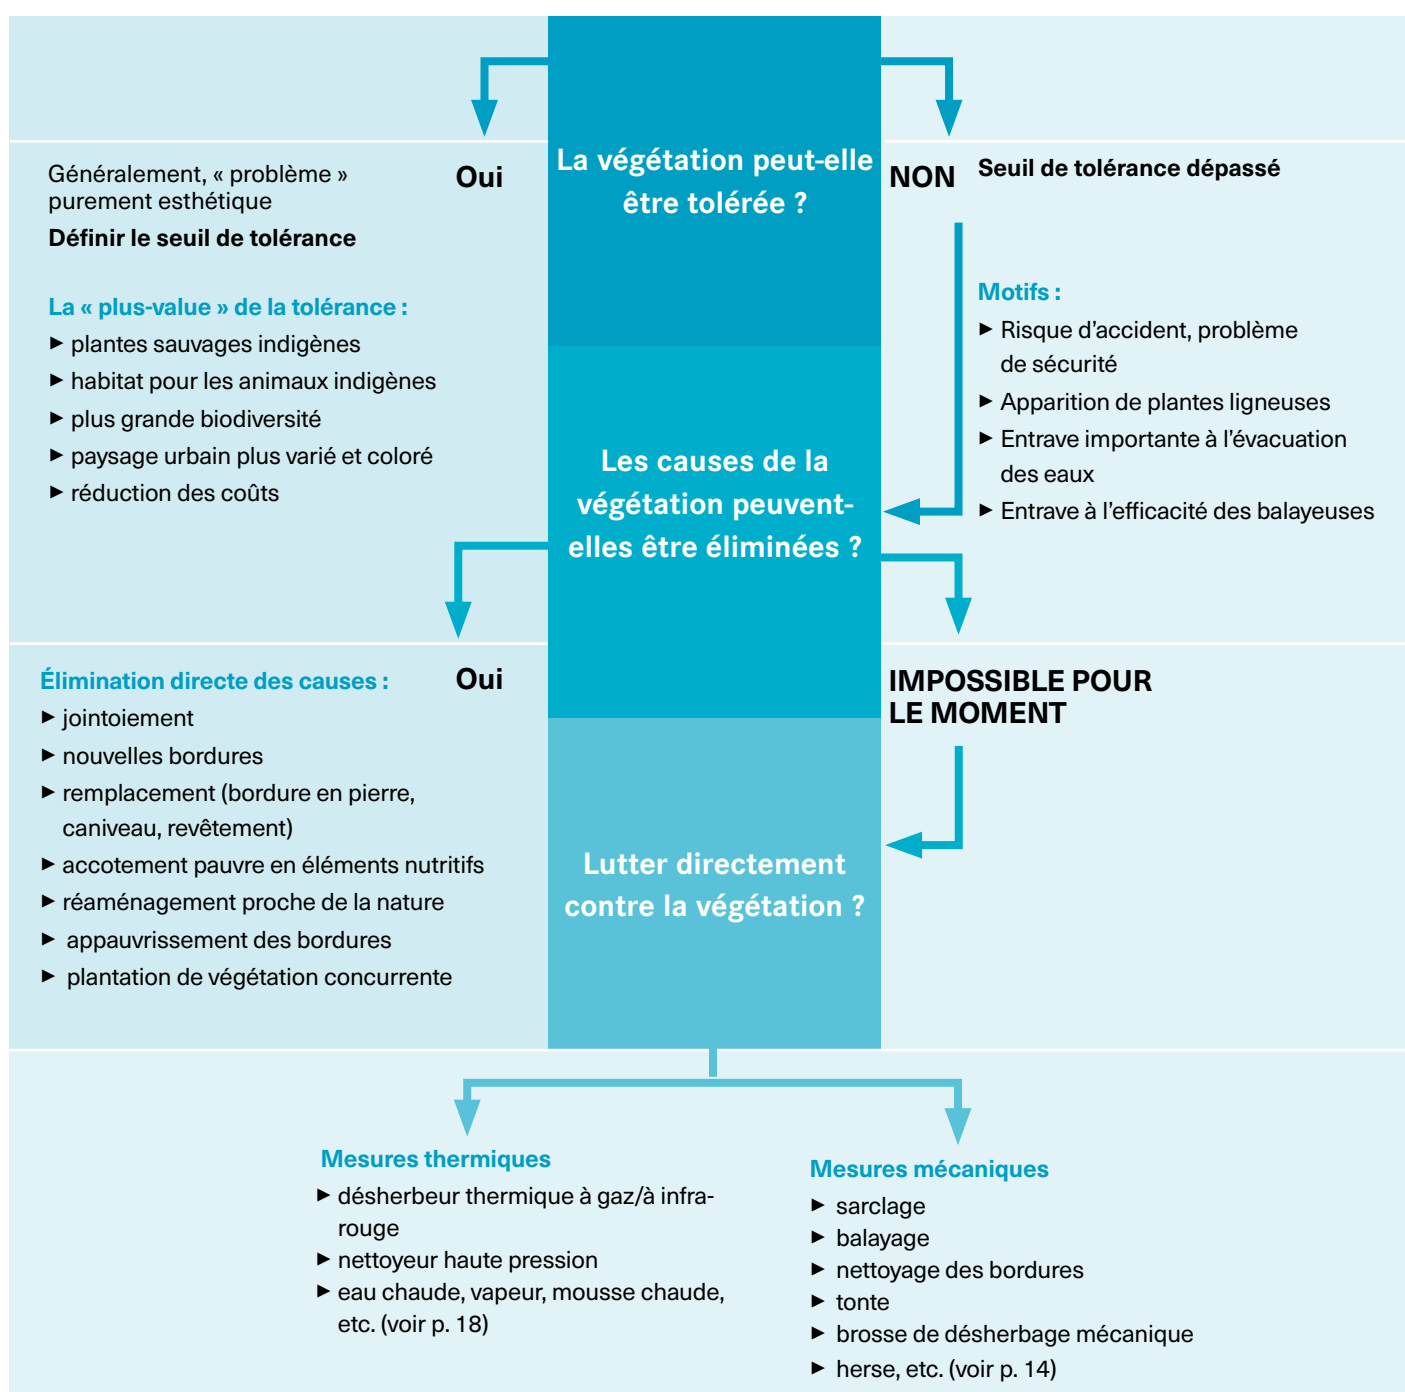 La végétation peut-elle
être tolérée ?
Oui
Généralement, « problème »
purement esthétique
Définir le seuil de tolérance
La « plus-value » de la tolérance :
► plantes sauvages indigènes
► habitat pour les animaux indigènes
► plus grande biodiversité
► paysage urbain plus varié et coloré
► réduction des coûts
NON
Seuil de tolérance dépassé
Motifs :
► Risque d’accident, problème
de sécurité
► Apparition de plantes ligneuses
► Entrave importante à l’évacuation
des eaux
► Entrave à l’efficacité des balayeuses
Les causes de la
végétation peuvent-
elles être éliminées ?
Oui
Élimination directe des causes :
► jointoiement
► nouvelles bordures
► remplacement (bordure en pierre,
caniveau, revêtement)
► accotement pauvre en éléments nutritifs
► réaménagement proche de la nature
► appauvrissement des bordures
► plantation de végétation concurrente
IMPOSSIBLE POUR
LE MOMENT
Lutter directement
contre la végétation ?
Mesures thermiques
► désherbeur thermique à gaz/à infra-
rouge
► nettoyeur haute pression
► eau chaude, vapeur, mousse chaude,
etc. (voir p. 18)
Mesures mécaniques
► sarclage
► balayage
► nettoyage des bordures
► tonte
► brosse de désherbage mécanique
► herse, etc. (voir p. 14)